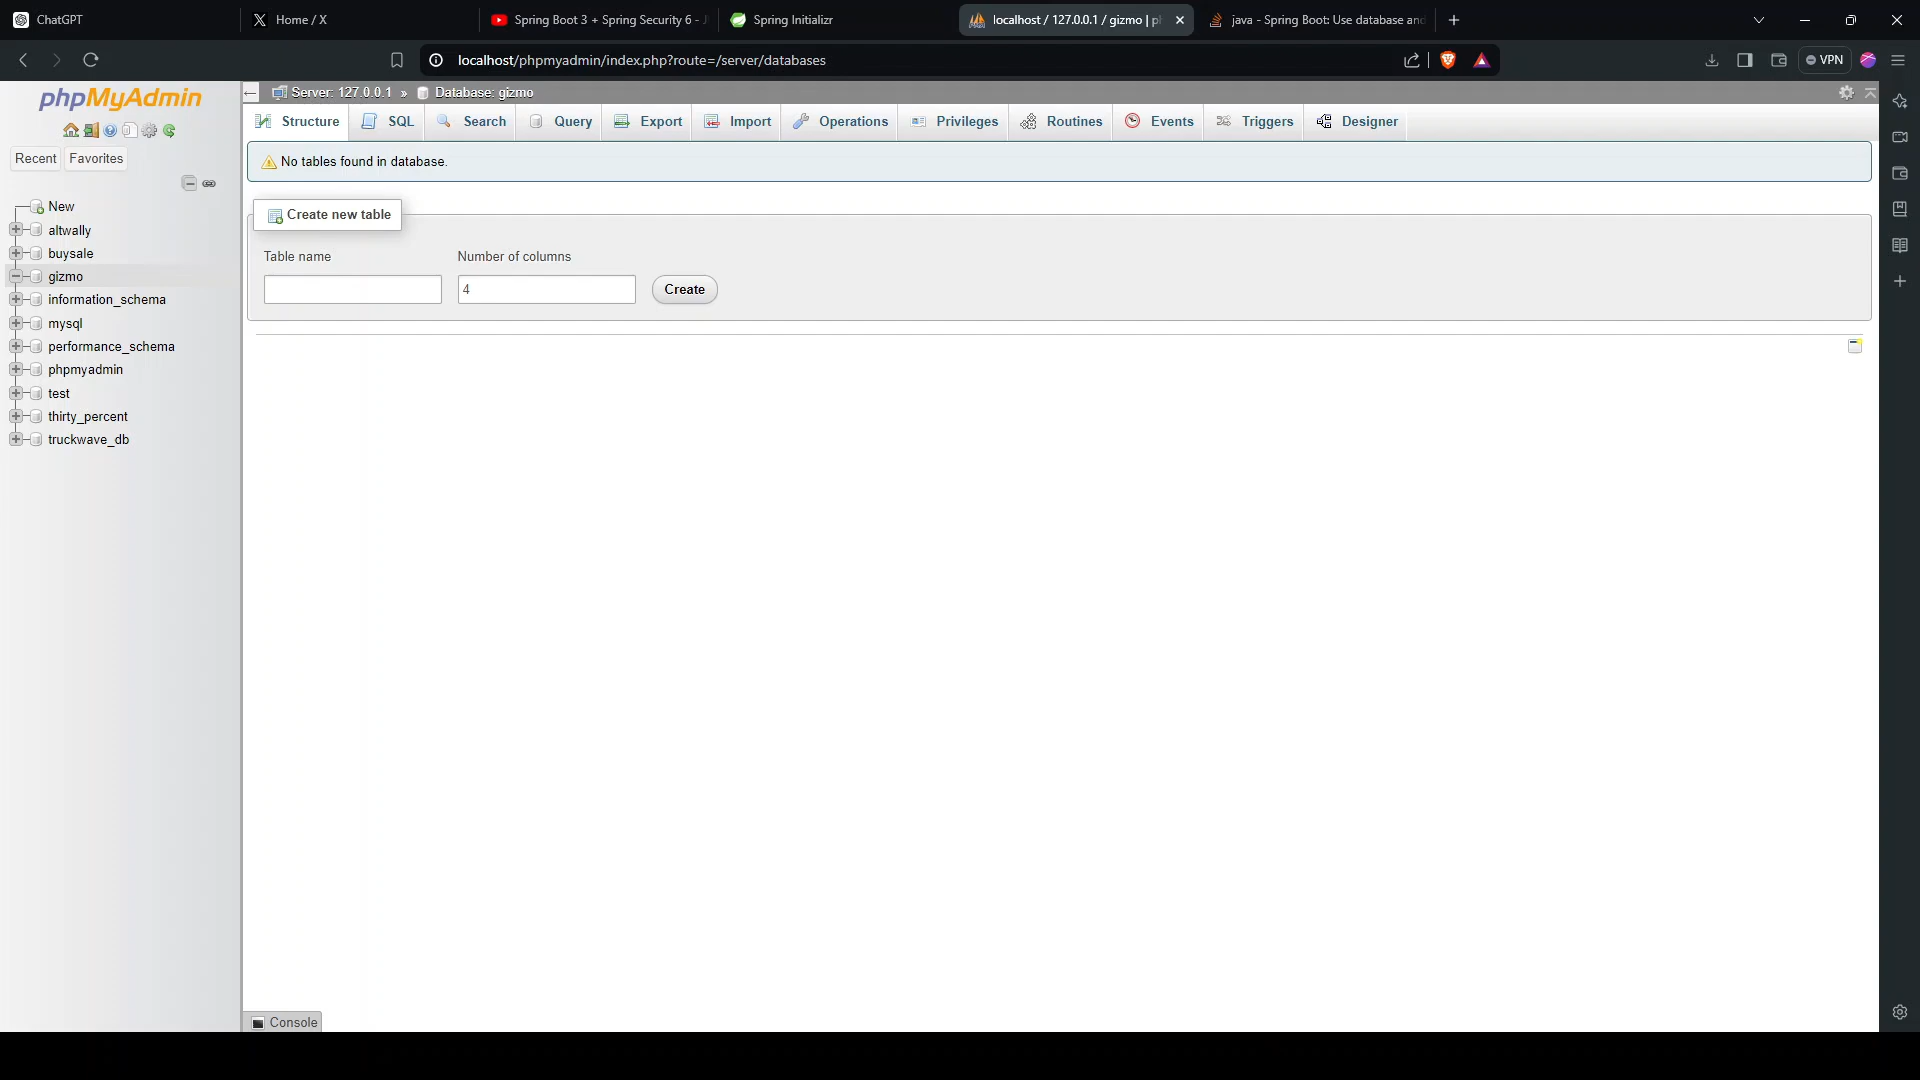 ChatGPT
Home / X
Spring Boot 3 + Spring Security 6 - J
Spring Initializr
localhost / 127.0.0.1 / gizmo | p
java - Spring Boot: Use database and
localhost/phpmyadmin/index.php?route=/server/databases
VPN
phpMyAdmin
Recent
Favorites
New
altwally
buysale
gizmo
information_schema
mysql
performance_schema
phpmyadmin
test
thirty_percent
truckwave_db
Server: 127.0.0.1 » Database: gizmo
Structure
SQL
Search
Query
Export
Import
Operations
Privileges
Routines
Events
Triggers
Designer
No tables found in database.
Create new table
Table name
Number of columns
4
Create
Console